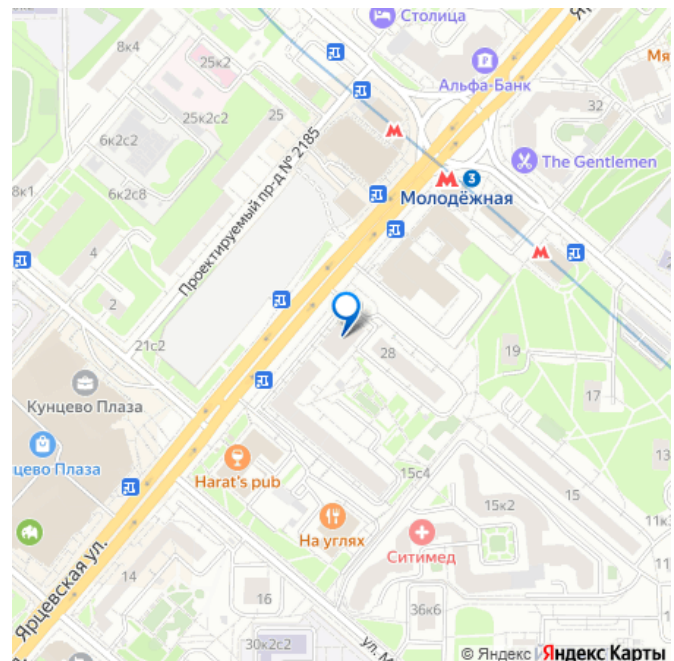 Столица
Яр
8к4
25к2
Альфа-Банк
Мя
32
25к2с2
25
6к2с2
The Gentlemen
3
Молодёжная
8к1
6к2с8
Проектируемый пр-д № 2185
4
2
21с2
28
19
17
Кунцево Плаза
цево Плаза
Harat's pub
15с4
13
15к2
15
На углях
Ситимед
11к
Ярцевская ул.
14
16
36к6
30к2с2
ул. М
© Яндекс Яндекс Карты